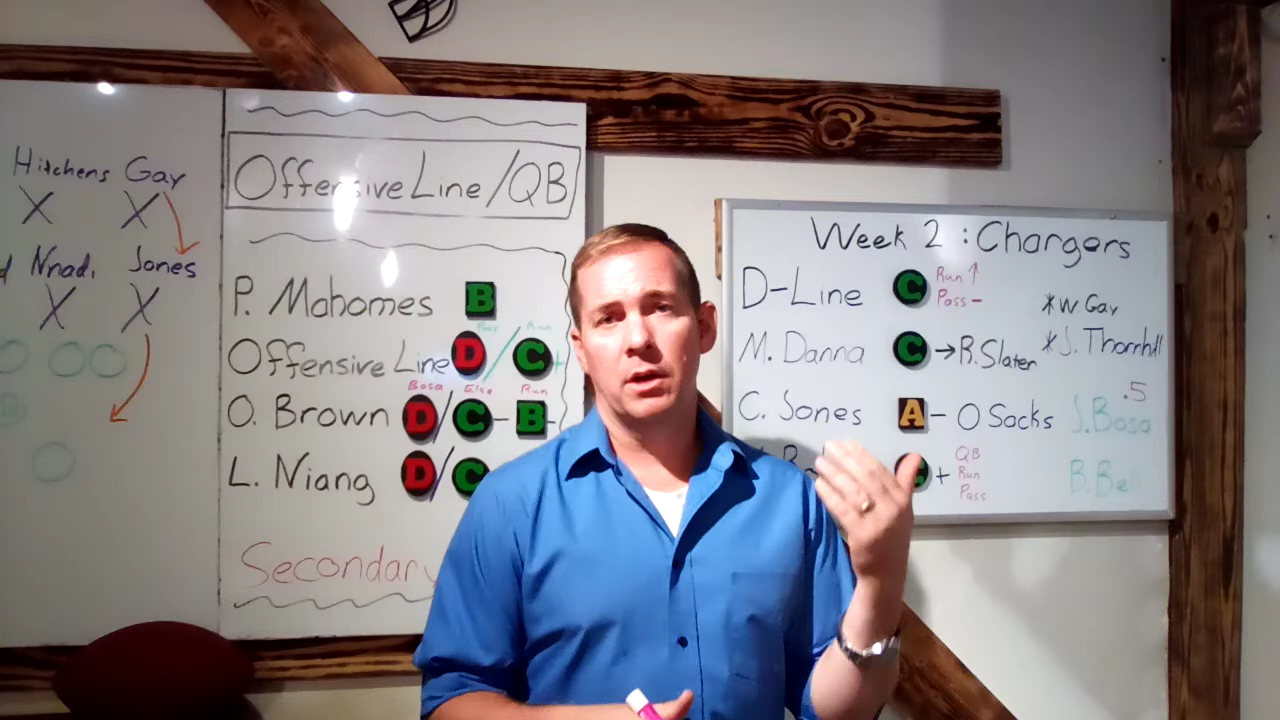 Hitchens Gay
X X
Nnadi Jones
X X
Offensive Line/QB
P. Mahomes B
Pass Run
Offensive Line D/C+
Bosa Else Run
O. Brown D/C-B-
L. Niang D/C
Secondary
Week 2: Chargers
D-Line C Run ↑
Pass -
*W Gay
M. Danna C →R.Slater
*J. Thornhill
C. Jones A - 0 Sacks
.5
J.Bosa
C + QB
Run
Pass
B.Bell